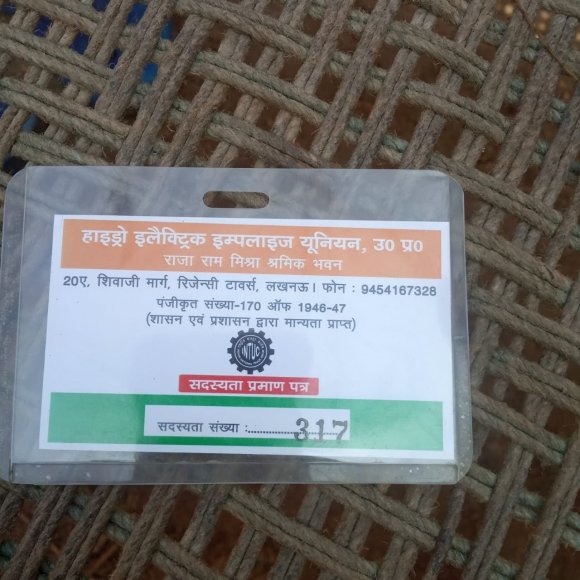 हाइड्रो इलैक्ट्रिक इम्पलाइज यूनियन, उ0 प्र0
राजा राम मिश्रा श्रमिक भवन
20ए, शिवाजी मार्ग, रिजेन्सी टावर्स, लखनऊ। फोन : 9454167328
पंजीकृत संख्या-170 ऑफ 1946-47
(शासन एवं प्रशासन द्वारा मान्यता प्राप्त)
INTUC
सदस्यता प्रमाण पत्र
सदस्यता संख्या :..................317